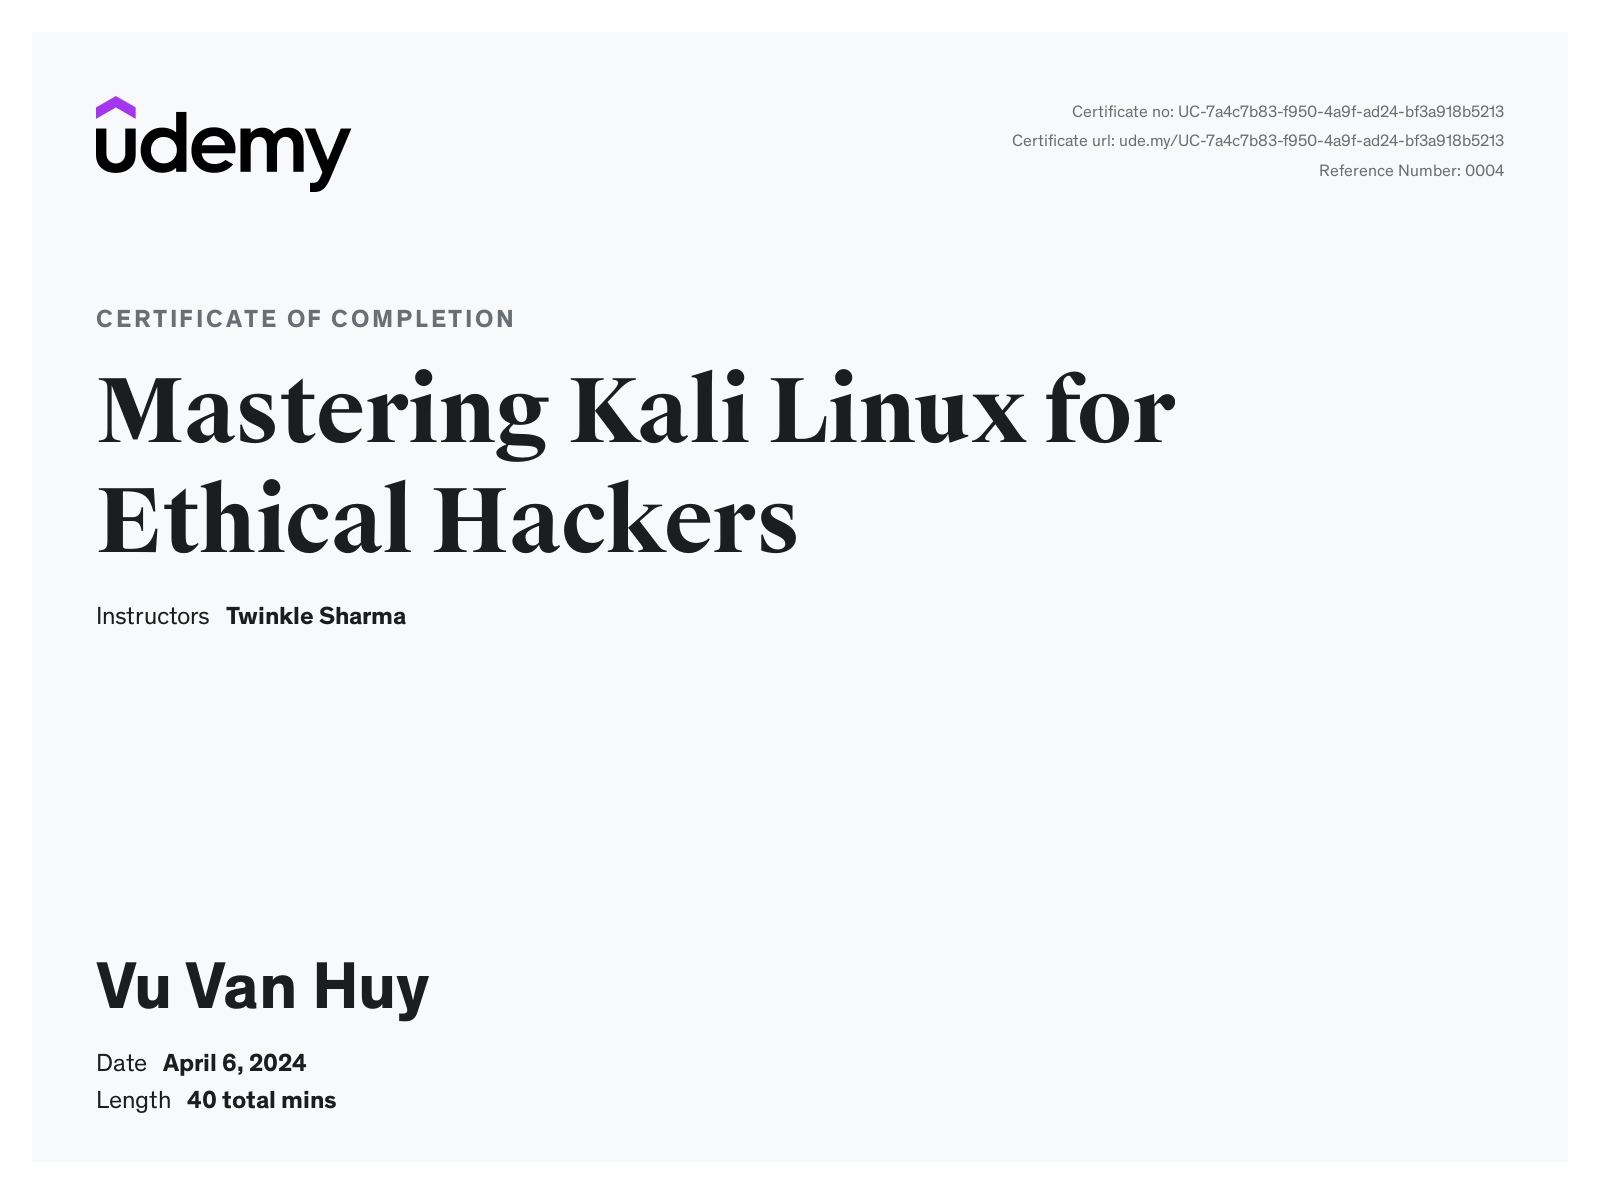 udemy
Certificate no: UC-7a4c7b83-f950-4a9f-ad24-bf3a918b5213
Certificate url: ude.my/UC-7a4c7b83-f950-4a9f-ad24-bf3a918b5213
Reference Number: 0004
CERTIFICATE OF COMPLETION
Mastering Kali Linux for
Ethical Hackers
Instructors Twinkle Sharma
Vu Van Huy
Date April 6, 2024
Length 40 total mins